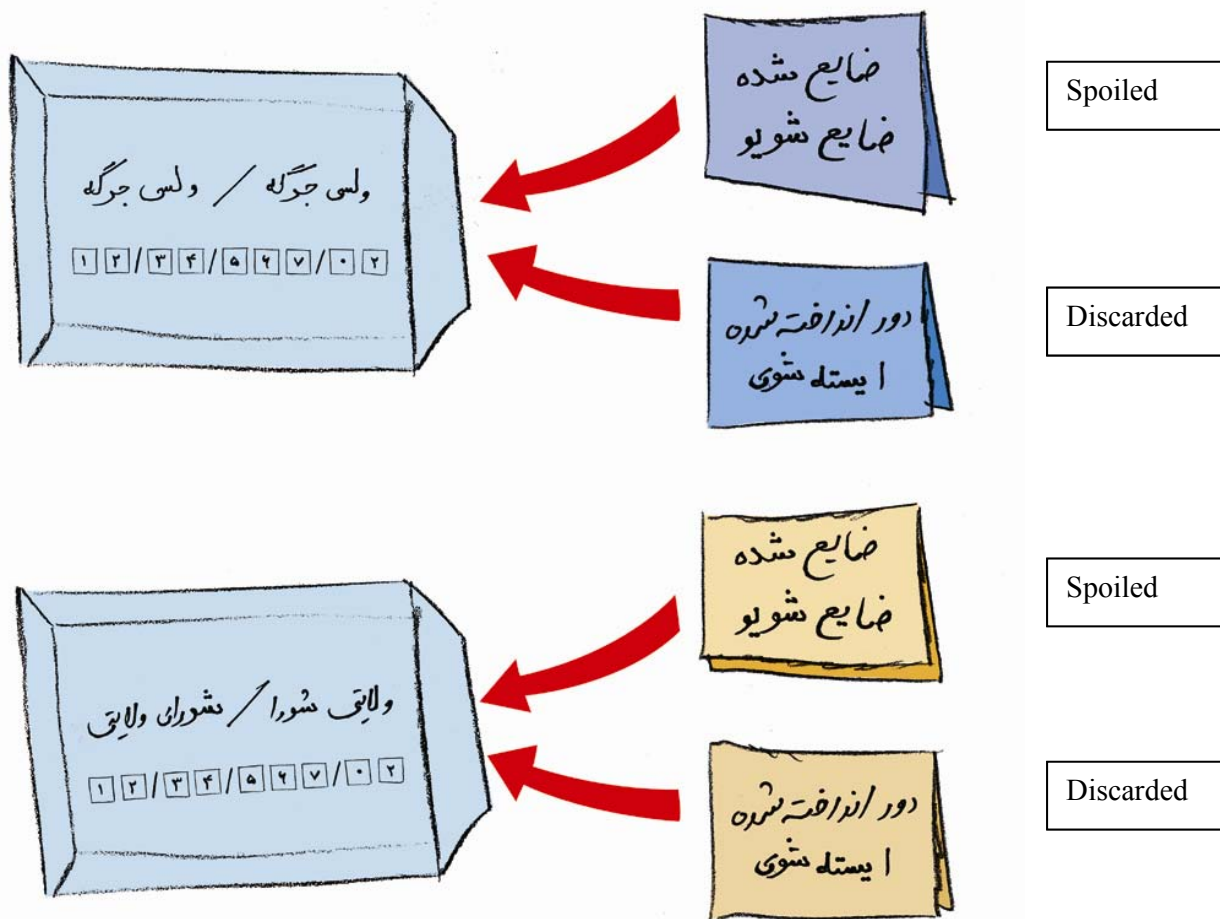 ضایع شده
ضایع شویو
Spoiled
ولسی جرگه / ولسی جرگه
۱۲/۳۴/۵۶۷/۰۲
دور انداخته شده
ایسته شوی
Discarded
ضایع شده
ضایع شویو
Spoiled
ولایتی شورا / شورای ولایتی
۱۲/۳۴/۵۶۷/۰۲
دور انداخته شده
ایسته شوی
Discarded